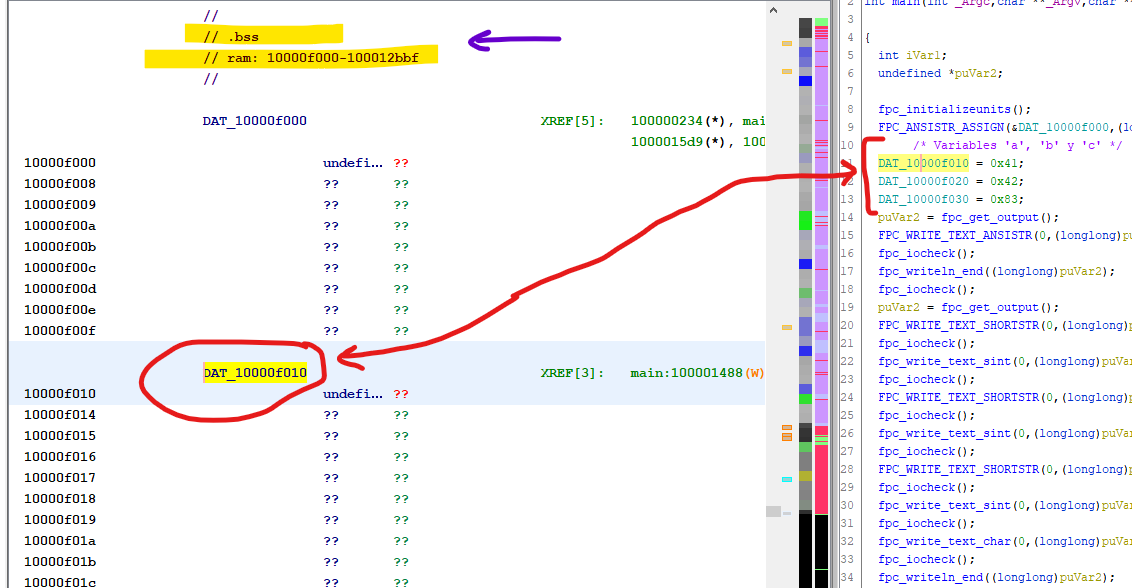 //
// .bss
// ram: 10000f000-100012bbf
//
DAT_10000f000 XREF[5]: 100000234(*), mai
1000015d9(*), 100
10000f000 undefi... ??
10000f008 ?? ??
10000f009 ?? ??
10000f00a ?? ??
10000f00b ?? ??
10000f00c ?? ??
10000f00d ?? ??
10000f00e ?? ??
10000f00f ?? ??
DAT_10000f010 XREF[3]: main:100001488(W)
10000f010 undefi... ??
10000f014 ?? ??
10000f015 ?? ??
10000f016 ?? ??
10000f017 ?? ??
10000f018 ?? ??
10000f019 ?? ??
10000f01a ?? ??
10000f01b ?? ??
10000f01c ?? ??
2 int main(int _Argc,char **_Argv,char **
3
4 {
5 int iVar1;
6 undefined *puVar2;
7
8 fpc_initializeunits();
9 FPC_ANSISTR_ASSIGN(&DAT_10000f000,(lo
10 /* Variables 'a', 'b' y 'c' */
DAT_10000f010 = 0x41;
DAT_10000f020 = 0x42;
13 DAT_10000f030 = 0x83;
14 puVar2 = fpc_get_output();
15 FPC_WRITE_TEXT_ANSISTR(0,(longlong)pu
16 fpc_iocheck();
17 fpc_writeln_end((longlong)puVar2);
18 fpc_iocheck();
19 puVar2 = fpc_get_output();
20 FPC_WRITE_TEXT_SHORTSTR(0,(longlong)p
21 fpc_iocheck();
22 fpc_write_text_sint(0,(longlong)puVar
23 fpc_iocheck();
24 FPC_WRITE_TEXT_SHORTSTR(0,(longlong)p
25 fpc_iocheck();
26 fpc_write_text_sint(0,(longlong)puVar
27 fpc_iocheck();
28 FPC_WRITE_TEXT_SHORTSTR(0,(longlong)p
29 fpc_iocheck();
30 fpc_write_text_sint(0,(longlong)puVar
31 fpc_iocheck();
32 fpc_write_text_char(0,(longlong)puVar
33 fpc_iocheck();
34 fpc_writeln_end((longlong)puVar2);